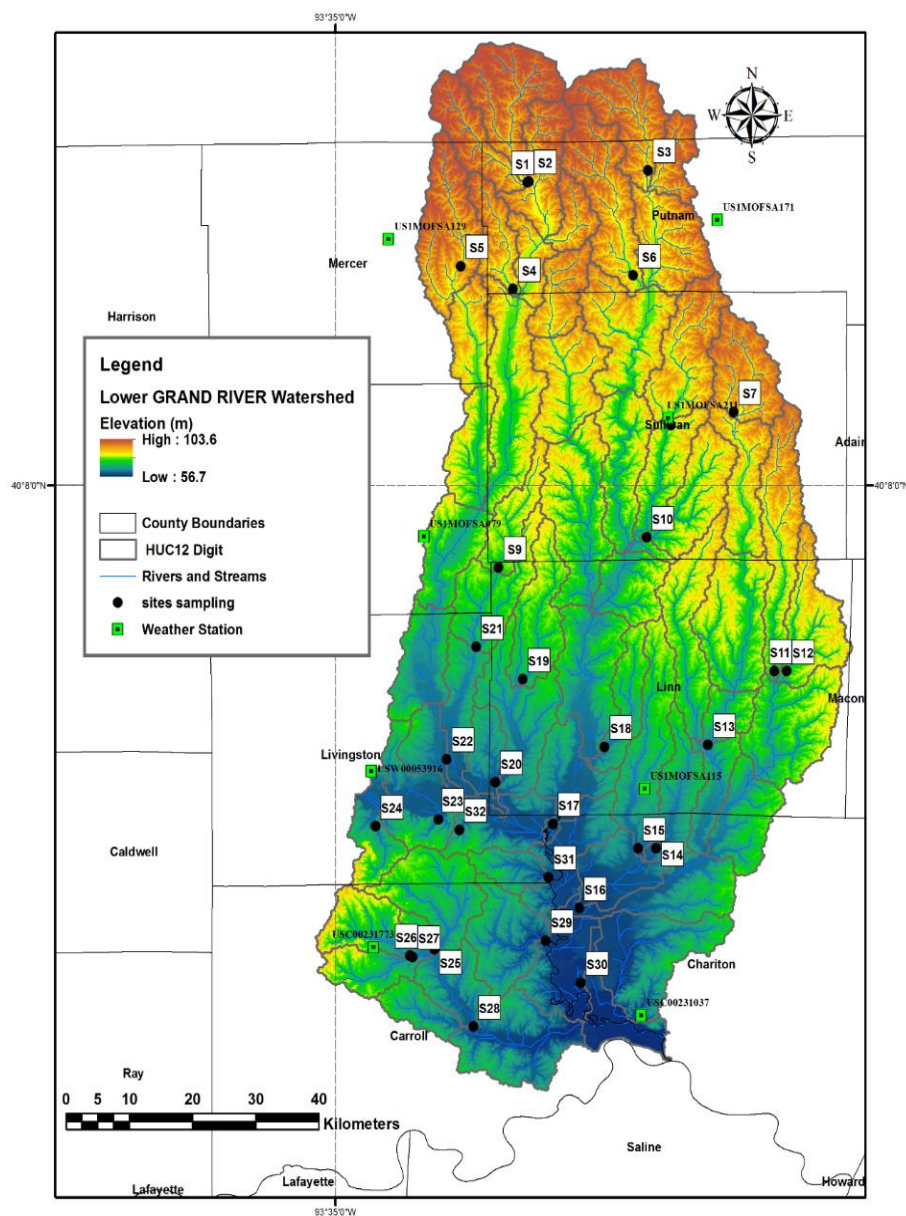 93°35'0"W
N
W E
S
S1
S2
S3
Putnam
US1MOFSA171
US1MOFSA129
Mercer
S5
S4
S6
Harrison
Legend
Lower GRAND RIVER Watershed
Elevation (m)
High : 103.6
Low : 56.7
County Boundaries
HUC12 Digit
Rivers and Streams
sites sampling
Weather Station
S7
US1MOFSA211
Sullivan
Adair
40°8'0"N
40°8'0"N
US1MOFSA079
S10
S9
S21
S19
S11
S12
Linn
Macon
S18
S13
S22
Livingston
USW00053916
S20
US1MOFSA115
S24
S23
S32
S17
S15
S14
Caldwell
S31
S16
S29
USC00231773
S26
S27
S25
Chariton
S30
USC00231037
S28
Carroll
Ray
0 5 10 20 30 40
Kilometers
Saline
Lafayette
Lafayette
Howard
93°35'0"W